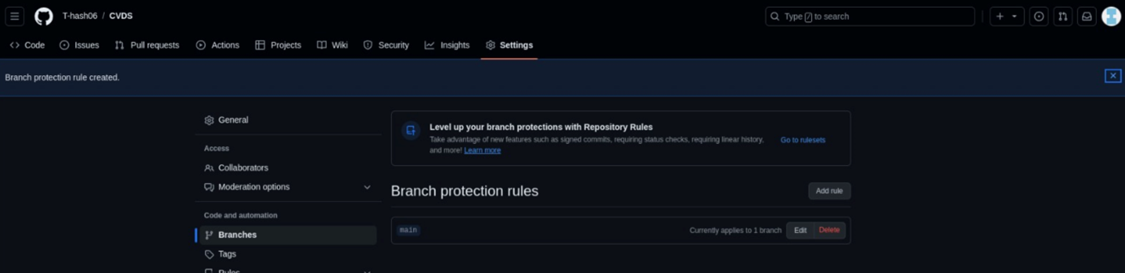 T-hash06 / CVDS
Type / to search
Code Issues Pull requests Actions Projects Wiki Security Insights Settings
Branch protection rule created.
General
Access
Collaborators
Moderation options
Code and automation
Branches
Tags
Rules
Level up your branch protections with Repository Rules
Take advantage of new features such as signed commits, requiring status checks, requiring linear history,
and more! Learn more
Go to rulesets
Branch protection rules
Add rule
main
Currently applies to 1 branch
Edit
Delete